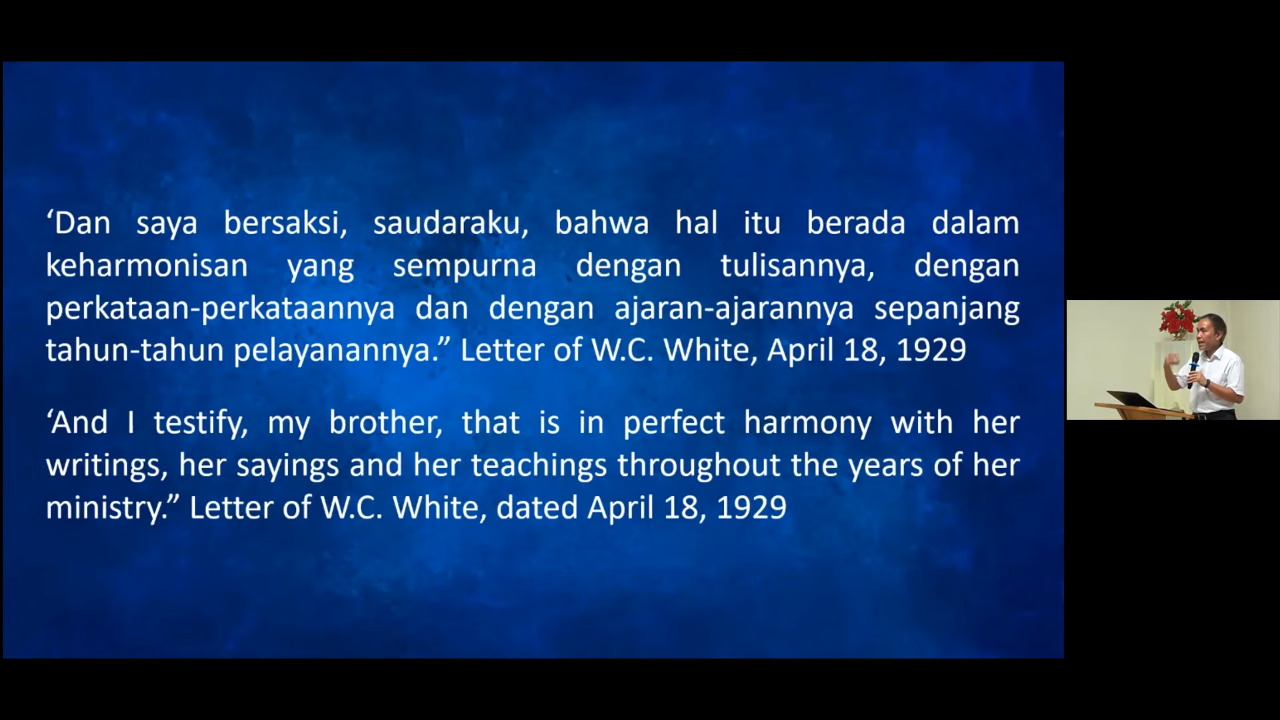 ‘Dan saya bersaksi, saudaraku, bahwa hal itu berada dalam
keharmonisan yang sempurna dengan tulisannya, dengan
perkataan-perkataannya dan dengan ajaran-ajarannya sepanjang
tahun-tahun pelayanannya.” Letter of W.C. White, April 18, 1929
‘And I testify, my brother, that is in perfect harmony with her
writings, her sayings and her teachings throughout the years of her
ministry.” Letter of W.C. White, dated April 18, 1929